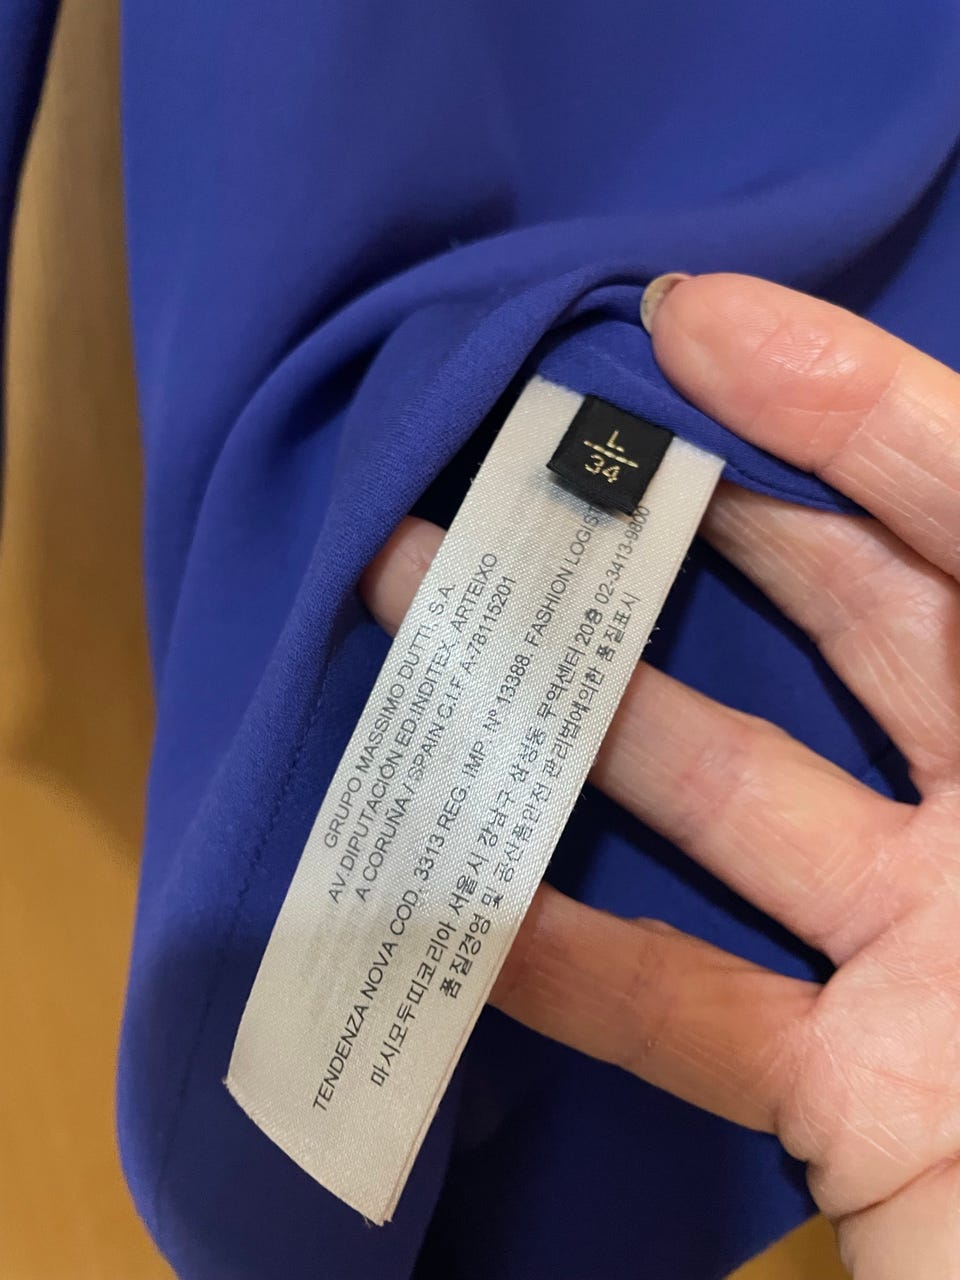 L
34
GRUPO MASSIMO DUTTI, S.A.
AV.DIPUTACIÓN ED.INDITEX, ARTEIXO
A CORUÑA / SPAIN C.I.F A-78115201
TENDENZA NOVA COD. 3313 REG. IMP. Nº 13388 FASHION LOGIST
마시모두띠코리아 서울시 강남구 삼성동 무역센터 20층 02-3413-9800
품질경영 및 공산품안전 관리법에의한 품질표시